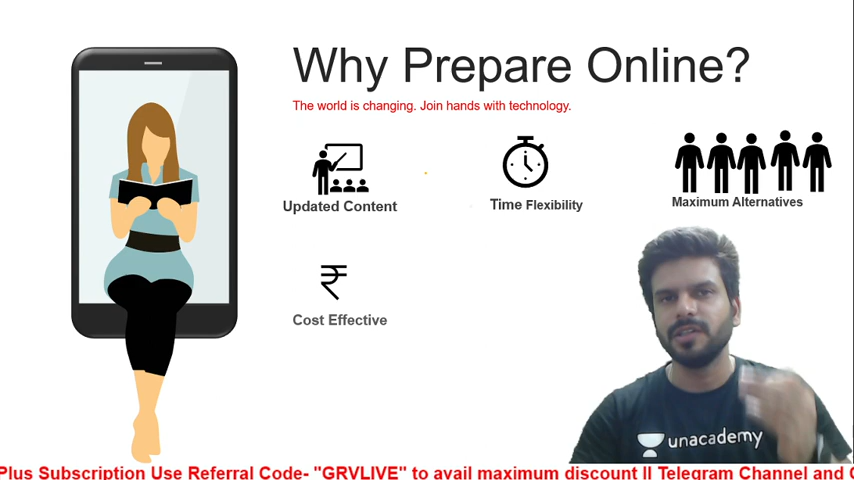 Why Prepare Online?
The world is changing. Join hands with technology.
Updated Content
Time Flexibility
Maximum Alternatives
₹
Cost Effective
unacademy
Plus Subscription Use Referral Code- "GRVLIVE" to avail maximum discount II Telegram Channel and